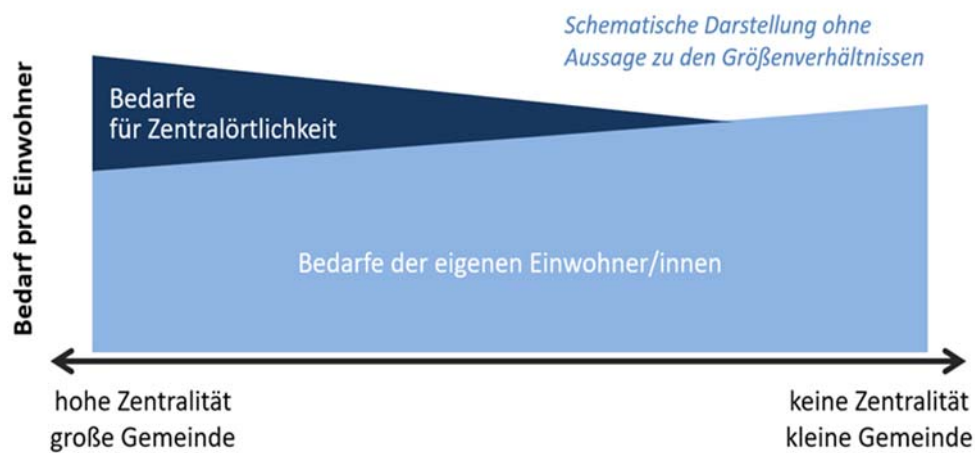 Schematische Darstellung ohne
Aussage zu den Größenverhältnissen
Bedarf pro Einwohner
Bedarfe
für Zentralörtlichkeit
Bedarfe der eigenen Einwohner/innen
hohe Zentralität
große Gemeinde
keine Zentralität
kleine Gemeinde